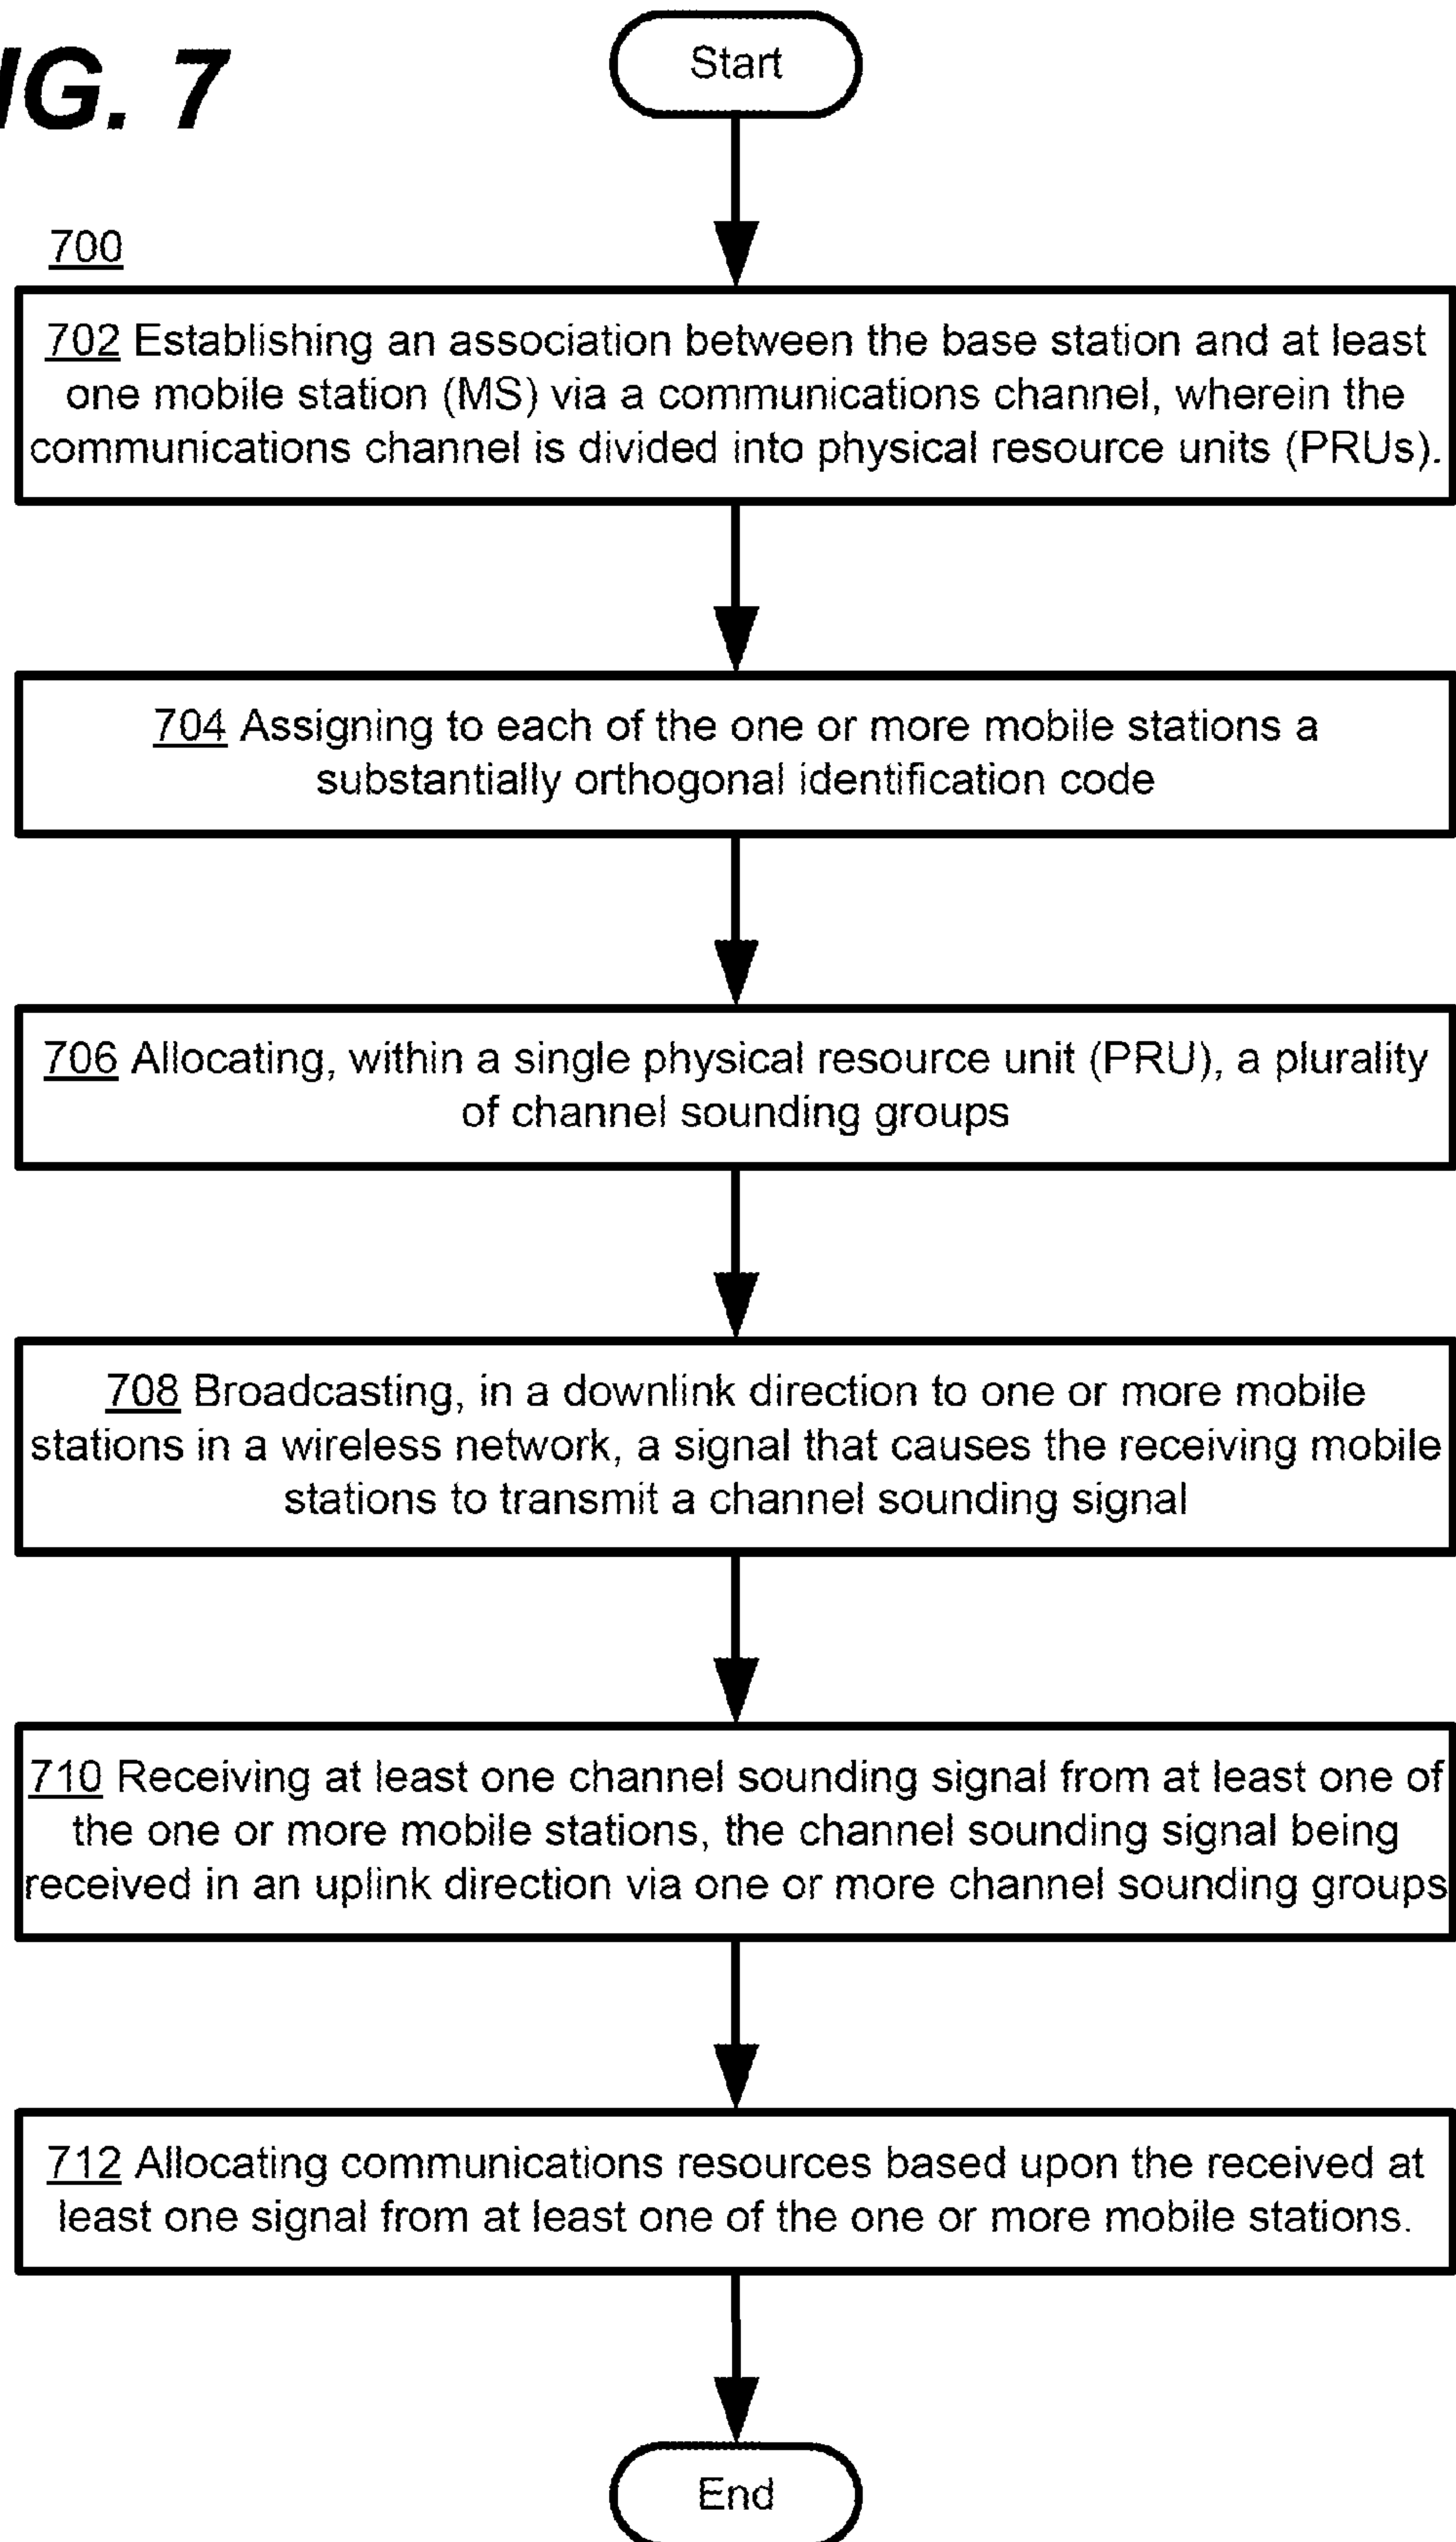 IG. 7
Start
700
702 Establishing an association between the base station and at least
one mobile station (MS) via a communications channel, wherein the
communications channel is divided into physical resource units (PRUs).
704 Assigning to each of the one or more mobile stations a
substantially orthogonal identification code
706 Allocating, within a single physical resource unit (PRU), a plurality
of channel sounding groups
708 Broadcasting, in a downlink direction to one or more mobile
stations in a wireless network, a signal that causes the receiving mobile
stations to transmit a channel sounding signal
710 Receiving at least one channel sounding signal from at least one of
the one or more mobile stations, the channel sounding signal being
received in an uplink direction via one or more channel sounding groups
712 Allocating communications resources based upon the received at
least one signal from at least one of the one or more mobile stations.
End